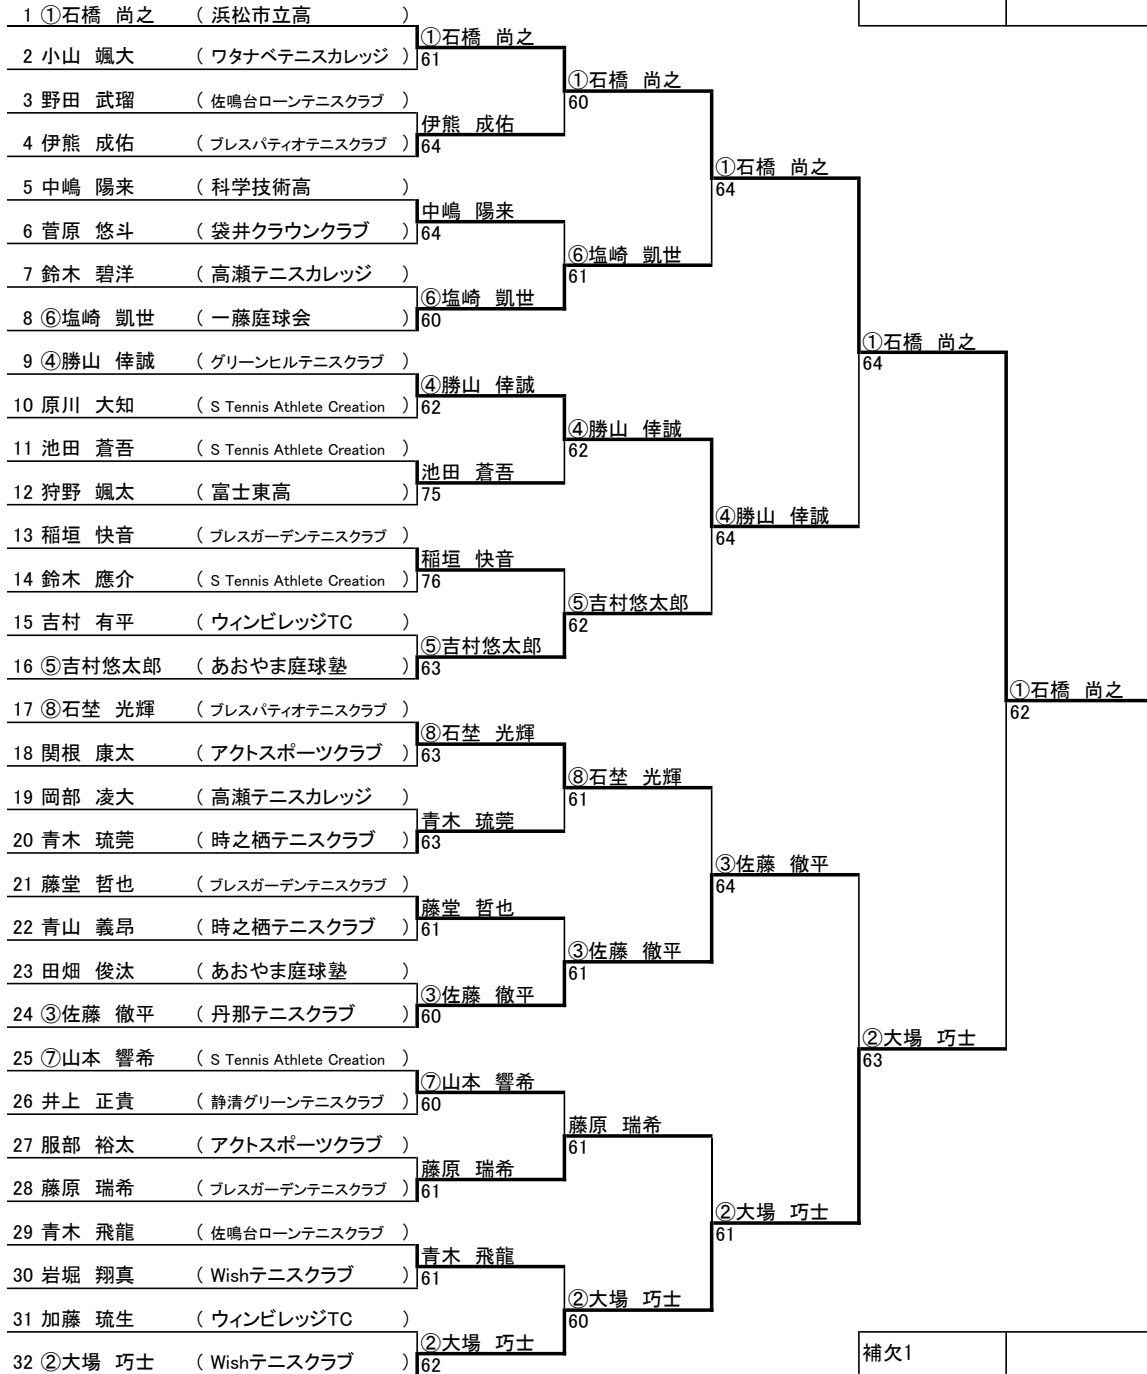 1 ①石橋 尚之 ( 浜松市立高 )
2 小山 颯大 ( ワタナベテニスカレッジ )
3 野田 武瑠 ( 佐鳴台ローンテニスクラブ )
4 伊熊 成佑 ( ブレスパティオテニスクラブ )
5 中嶋 陽来 ( 科学技術高 )
6 菅原 悠斗 ( 袋井クラウンクラブ )
7 鈴木 碧洋 ( 高瀬テニスカレッジ )
8 ⑥塩崎 凱世 ( 一藤庭球会 )
9 ④勝山 倖誠 ( グリーンヒルテニスクラブ )
10 原川 大知 ( S Tennis Athlete Creation )
11 池田 蒼吾 ( S Tennis Athlete Creation )
12 狩野 颯太 ( 富士東高 )
13 稲垣 快音 ( ブレスガーデンテニスクラブ )
14 鈴木 應介 ( S Tennis Athlete Creation )
15 吉村 有平 ( ウィンビレッジTC )
16 ⑤吉村悠太郎 ( あおやま庭球塾 )
17 ⑧石埜 光輝 ( ブレスパティオテニスクラブ )
18 関根 康太 ( アクトスポーツクラブ )
19 岡部 凌大 ( 高瀬テニスカレッジ )
20 青木 琉莞 ( 時之栖テニスクラブ )
21 藤堂 哲也 ( ブレスガーデンテニスクラブ )
22 青山 義昂 ( 時之栖テニスクラブ )
23 田畑 俊汰 ( あおやま庭球塾 )
24 ③佐藤 徹平 ( 丹那テニスクラブ )
25 ⑦山本 響希 ( S Tennis Athlete Creation )
26 井上 正貴 ( 静清グリーンテニスクラブ )
27 服部 裕太 ( アクトスポーツクラブ )
28 藤原 瑞希 ( ブレスガーデンテニスクラブ )
29 青木 飛龍 ( 佐鳴台ローンテニスクラブ )
30 岩堀 翔真 ( Wishテニスクラブ )
31 加藤 琉生 ( ウィンビレッジTC )
32 ②大場 巧士 ( Wishテニスクラブ )
①石橋 尚之
61
伊熊 成佑
64
中嶋 陽来
64
⑥塩崎 凱世
60
④勝山 倖誠
62
池田 蒼吾
75
稲垣 快音
76
⑤吉村悠太郎
63
⑧石埜 光輝
63
青木 琉莞
63
藤堂 哲也
61
③佐藤 徹平
60
⑦山本 響希
60
藤原 瑞希
61
青木 飛龍
61
②大場 巧士
62
①石橋 尚之
60
⑥塩崎 凱世
61
④勝山 倖誠
62
⑤吉村悠太郎
62
⑧石埜 光輝
61
③佐藤 徹平
61
藤原 瑞希
61
②大場 巧士
60
①石橋 尚之
64
④勝山 倖誠
64
③佐藤 徹平
64
②大場 巧士
61
①石橋 尚之
64
②大場 巧士
63
①石橋 尚之
62
補欠1